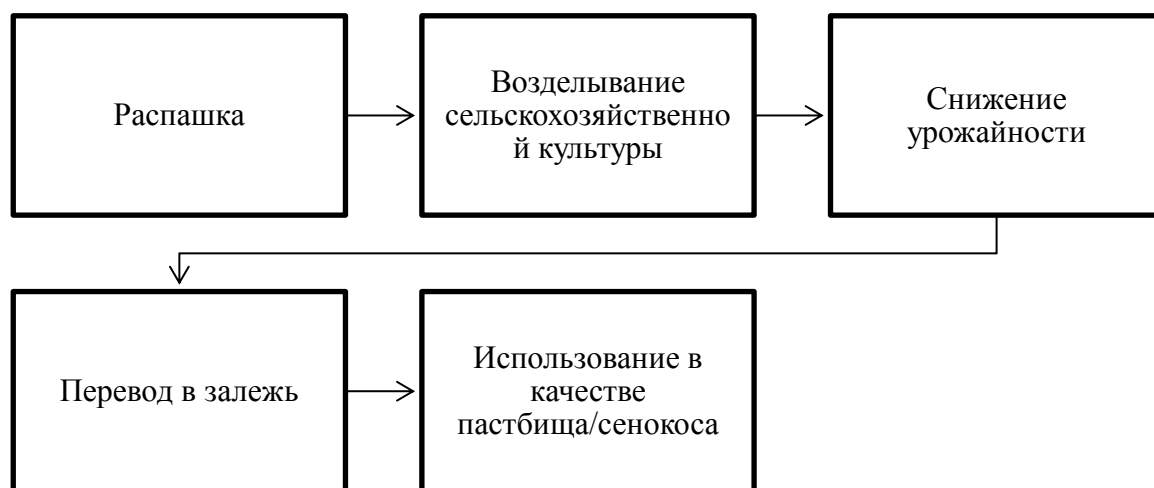 Распашка
Возделывание
сельскохозяйственно
й культуры
Снижение
урожайности
Перевод в залежь
Использование в
качестве
пастбища/сенокоса